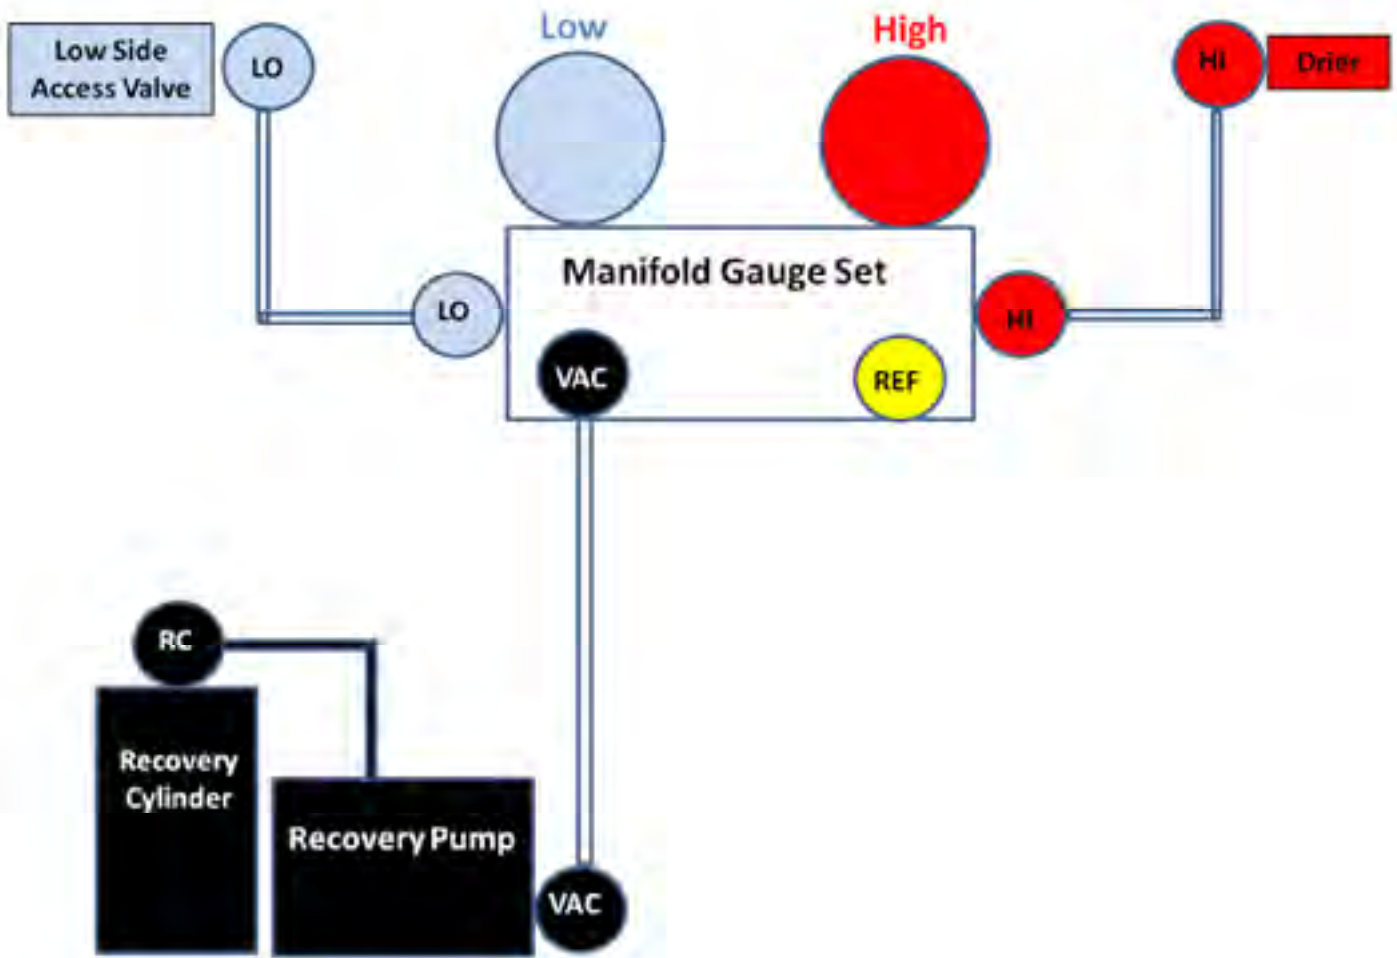 Low Side
Access Valve
LO
Low
High
HI
Drier
Manifold Gauge Set
LO
HI
VAC
REF
RC
Recovery
Cylinder
Recovery Pump
VAC